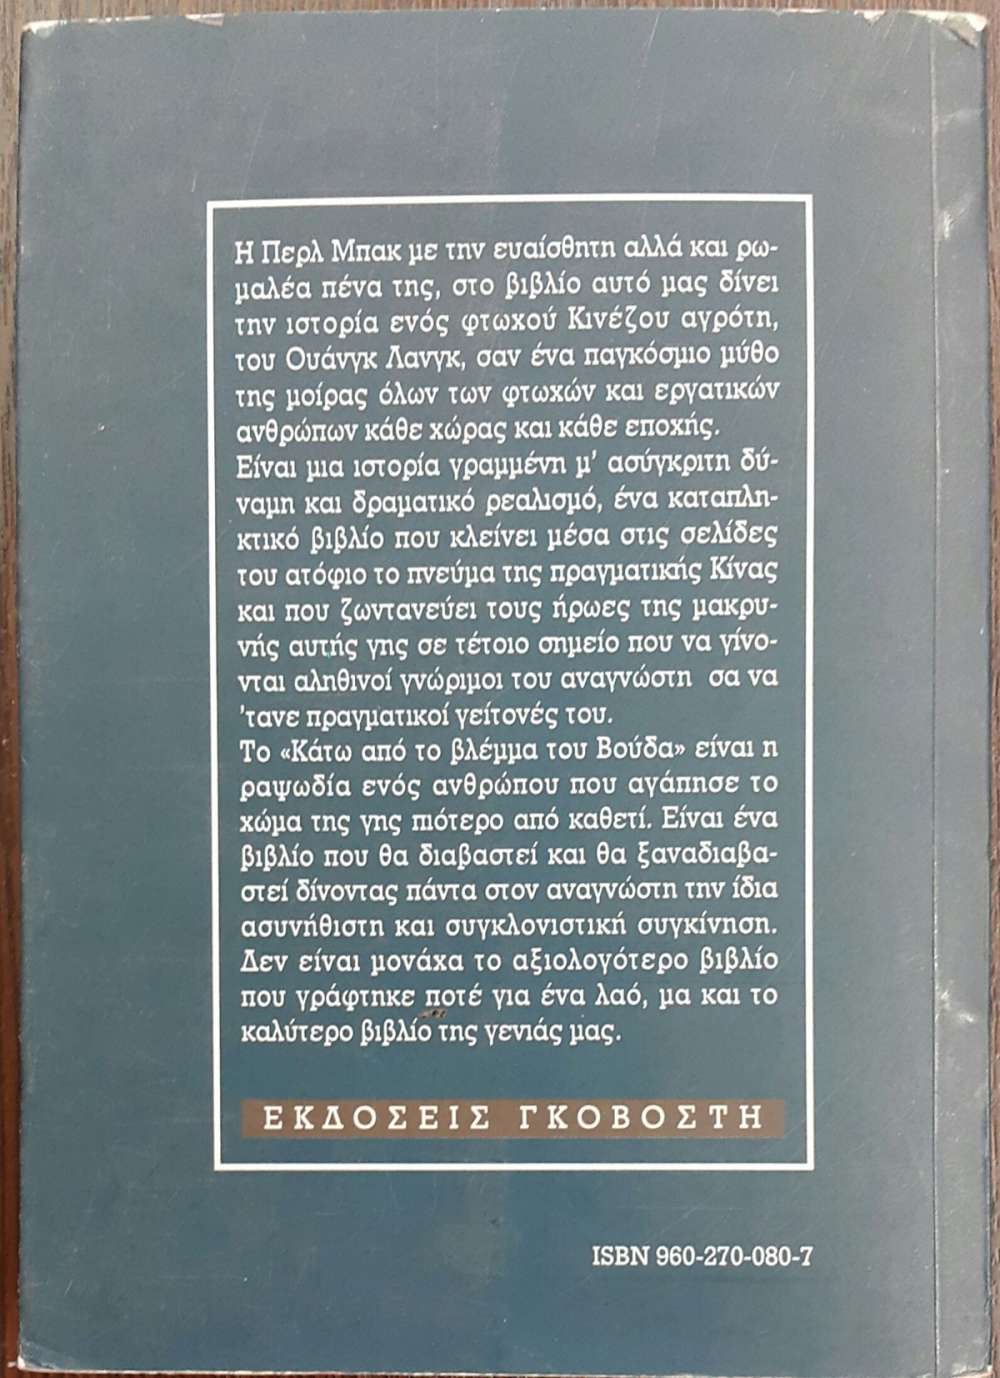 Η Περλ Μπακ με την ευαίσθητη αλλά και ρω-
μαλέα πένα της, στο βιβλίο αυτό μας δίνει
την ιστορία ενός φτωχού Κινέζου αγρότη,
του Ουάνγκ Λανγκ, σαν ένα παγκόσμιο μύθο
της μοίρας όλων των φτωχών και εργατικών
ανθρώπων κάθε χώρας και κάθε εποχής.
Είναι μια ιστορία γραμμένη μ' ασύγκριτη δύ-
ναμη και δραματικό ρεαλισμό, ένα καταπλη-
κτικό βιβλίο που κλείνει μέσα στις σελίδες
του ατόφιο το πνεύμα της πραγματικής Κίνας
και που ζωντανεύει τους ήρωες της μακρυ-
νής αυτής γης σε τέτοιο σημείο που να γίνο-
νται αληθινοί γνώριμοι του αναγνώστη σα να
'τανε πραγματικοί γείτονές του.
Το «Κάτω από το βλέμμα του Βούδα» είναι η
ραψωδία ενός ανθρώπου που αγάπησε το
χώμα της γης πιότερο από καθετί. Είναι ένα
βιβλίο που θα διαβαστεί και θα ξαναδιαβα-
στεί δίνοντας πάντα στον αναγνώστη την ίδια
ασυνήθιστη και συγκλονιστική συγκίνηση.
Δεν είναι μονάχα το αξιολογότερο βιβλίο
που γράφτηκε ποτέ για ένα λαό, μα και το
καλύτερο βιβλίο της γενιάς μας.
ΕΚΔΟΣΕΙΣ ΓΚΟΒΟΣΤΗ
ISBN 960-270-080-7